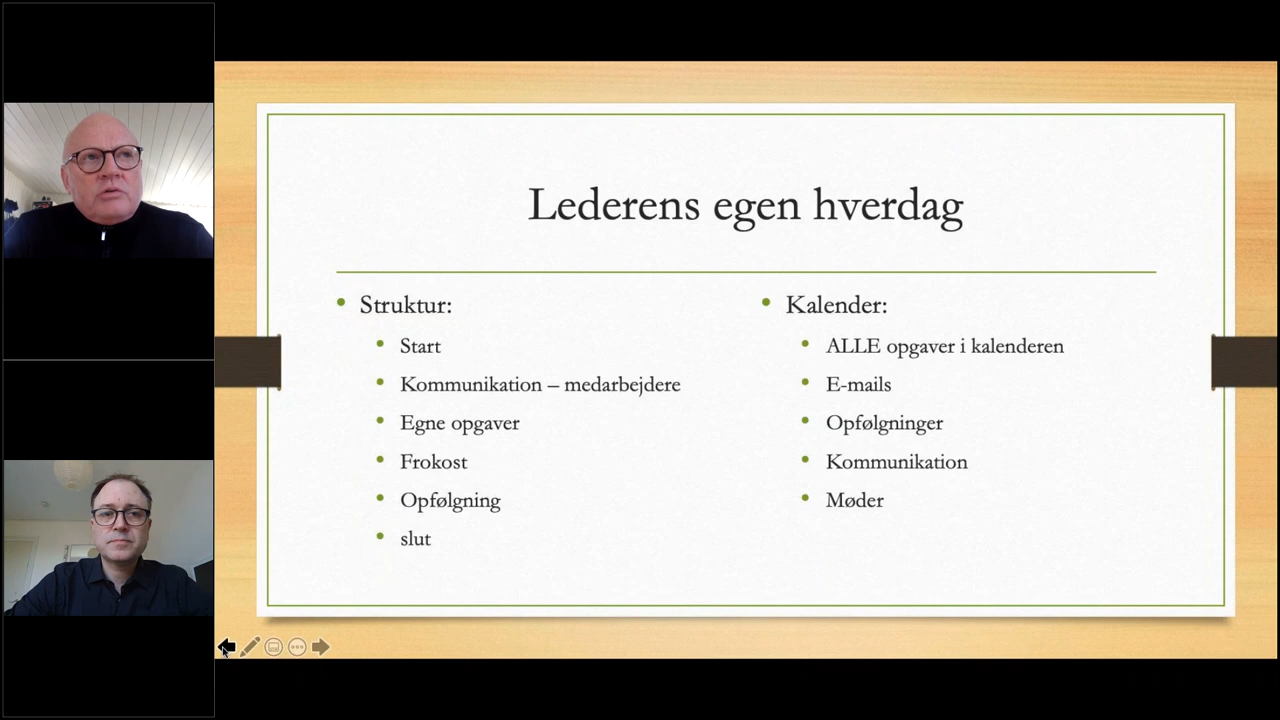 Lederens egen hverdag
Struktur:
Start
Kommunikation – medarbejdere
Egne opgaver
Frokost
Opfølgning
slut
Kalender:
ALLE opgaver i kalenderen
E-mails
Opfølgninger
Kommunikation
Møder